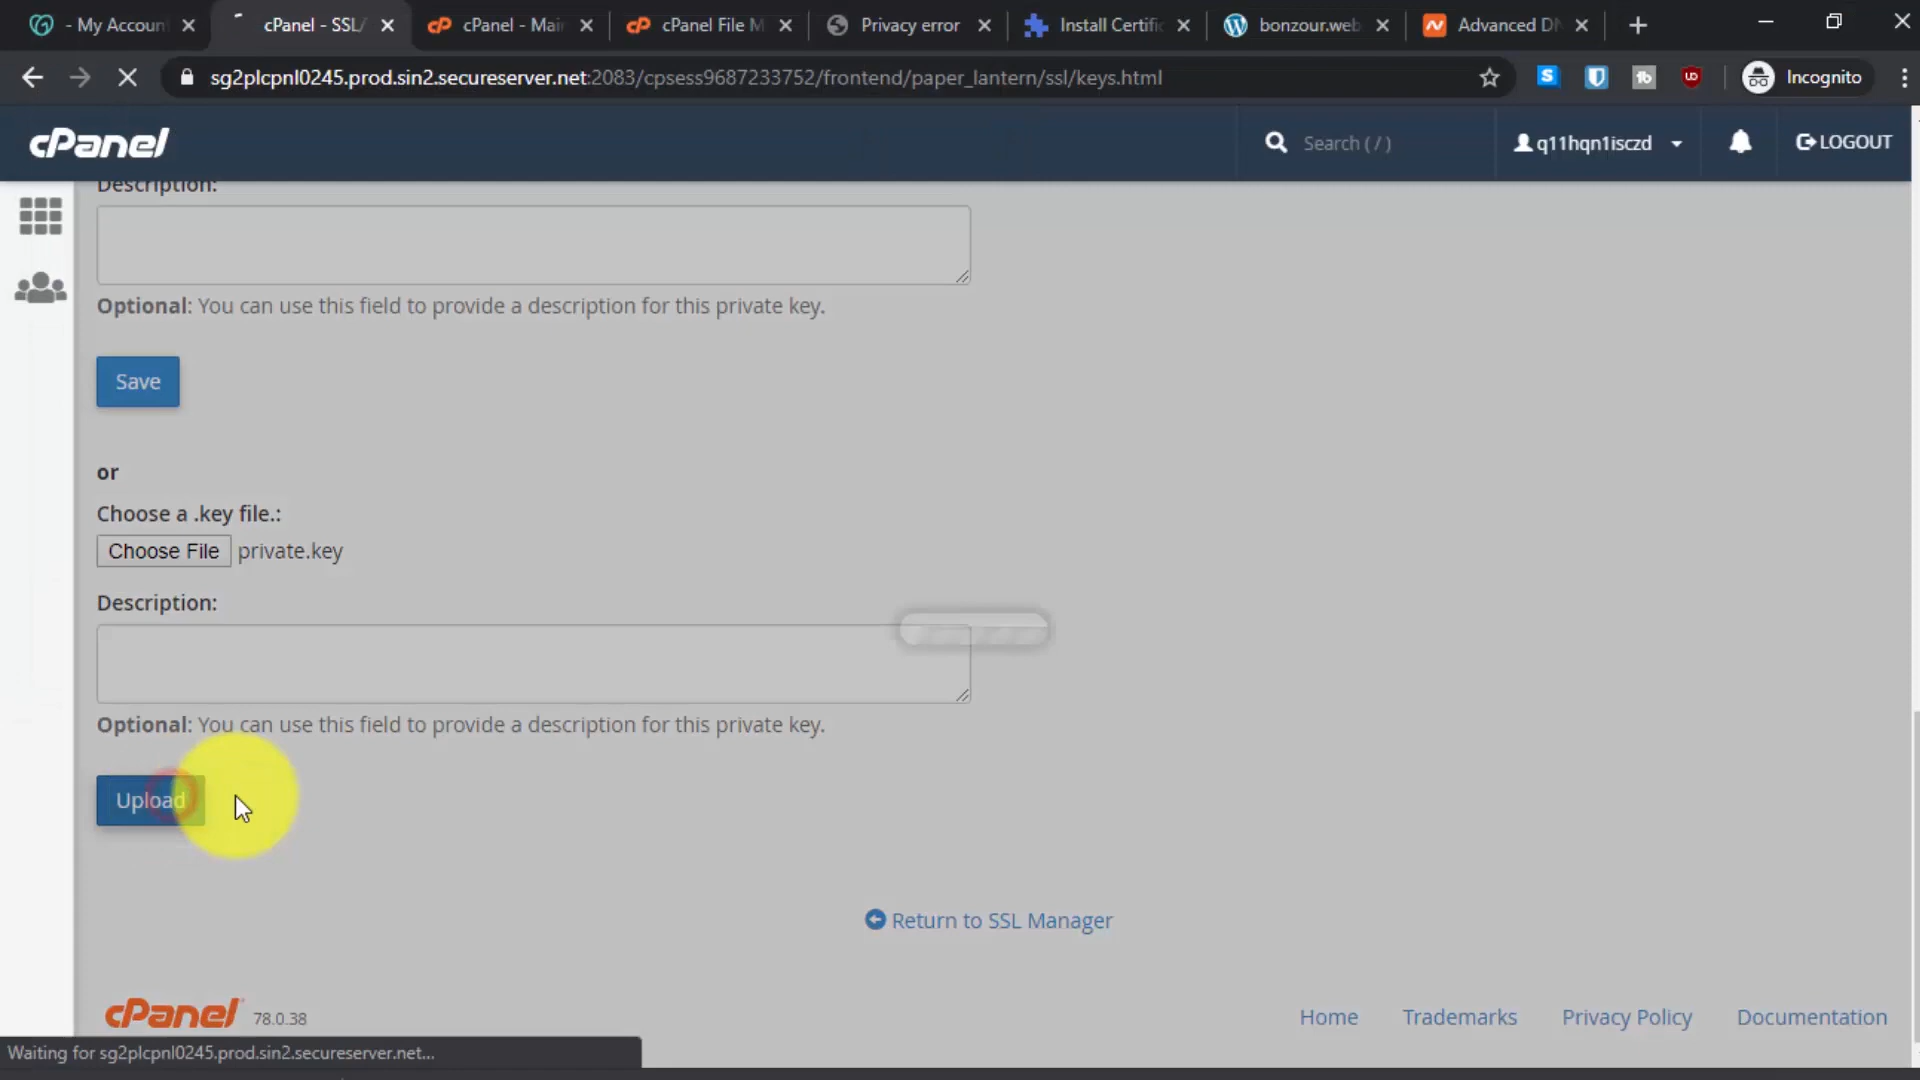 - My Accoun
cPanel - SSL/
cPanel - Mai
cPanel File M
Privacy error
Install Certific
bonzour.web
Advanced DN
sg2plcpnl0245.prod.sin2.secureserver.net:2083/cpsess9687233752/frontend/paper_lantern/ssl/keys.html
Incognito
cPanel
Search ( / )
q11hqn1isczd
LOGOUT
Description:
Optional: You can use this field to provide a description for this private key.
Save
or
Choose a .key file.:
Choose File private.key
Description:
Optional: You can use this field to provide a description for this private key.
Upload
Return to SSL Manager
cPanel 78.0.38
Home
Trademarks
Privacy Policy
Documentation
Waiting for sg2plcpnl0245.prod.sin2.secureserver.net...